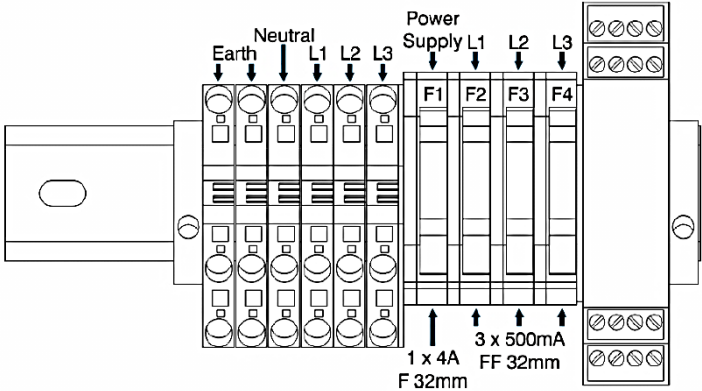 Power
Supply
Neutral
Earth
L1
L2
L3
L1
L2
L3
F1
F2
F3
F4
1 x 4A
F 32mm
3 x 500mA
FF 32mm